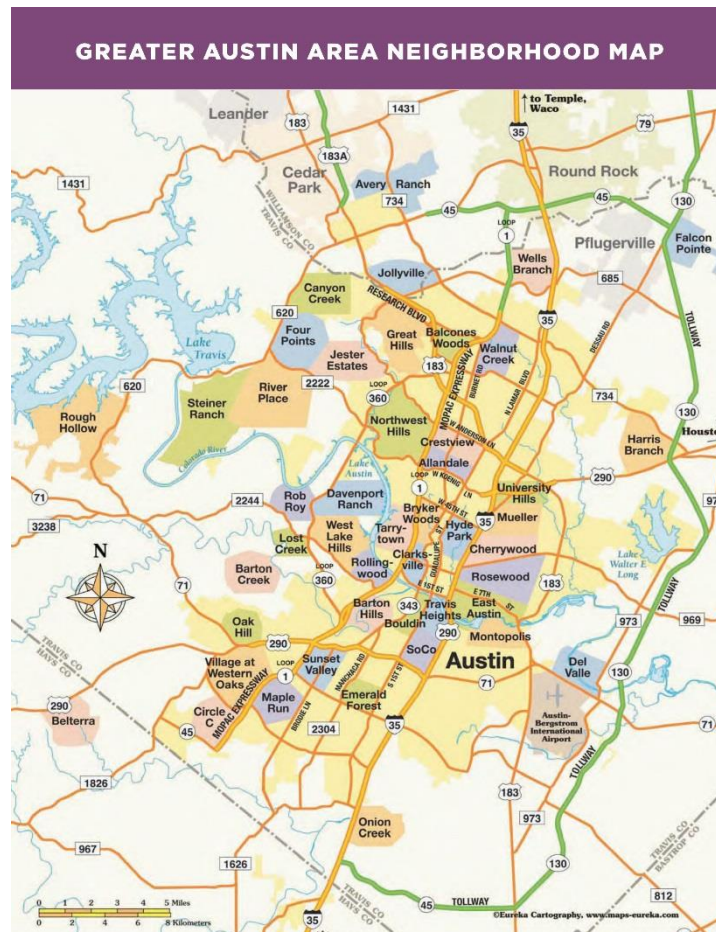 GREATER AUSTIN AREA NEIGHBORHOOD MAP
to Temple,
Waco
Leander
183
1431
35
79
183A
Cedar
Park
Round Rock
1431
Avery Ranch
734
45
45
130
WILLIAMSON CO
TRAVIS CO
LOOP
1
Pflugerville
Falcon
Pointe
Wells
Branch
685
Jollyville
Canyon
Creek
RESEARCH BLVD
620
35
Four
Points
Great
Hills
Balcones
Woods
Walnut
Creek
DESSAU RD
TOLLWAY
Lake
Travis
Jester
Estates
183
MOPAC EXPRESSWAY
BURNET RD
N LAMAR BLVD
620
River
Place
2222
LOOP
360
734
130
Steiner
Ranch
Northwest
Hills
W ANDERSON LN
Rough
Hollow
Crestview
Harris
Branch
Colorado River
Lake
Austin
Allandale
290
LOOP
1
W KOENIG
LN
University
Hills
71
2244
Rob
Roy
Davenport
Ranch
W 45TH ST
Bryker
Woods
Mueller
3238
West
Lake
Hills
Tarry-
town
Hyde
Park
35
GUADALUPE ST
Lost
Creek
Cherrywood
N
Clarks-
ville
Lake
Walter E
Long
Barton
Creek
LOOP
360
Rolling-
wood
Rosewood
183
71
E 1ST ST
E 7TH
ST
Barton
Hills
343
Travis
Heights
East
Austin
973
969
Oak
Hill
Bouldin
290
290
Montopolis
TOLLWAY
TRAVIS CO
HAYS CO
SoCo
Austin
Village at
Western
Oaks
LOOP
1
Sunset
Valley
MANCHACA RD
S 1ST ST
71
Del
Valle
130
290
Belterra
Circle
C
MOPAC EXPRESSWAY
Maple
Run
BRODIE LN
Emerald
Forest
Austin-
Bergstrom
International
Airport
45
2304
35
TOLLWAY
1826
183
973
Onion
Creek
967
1626
TRAVIS CO
BASTROP CO
130
TRAVIS CO
HAYS CO
812
0 1 2 3 4 5 Miles
0 2 4 6 8 Kilometers
45
TOLLWAY
35
©Eureka Cartography, www.maps-eureka.com